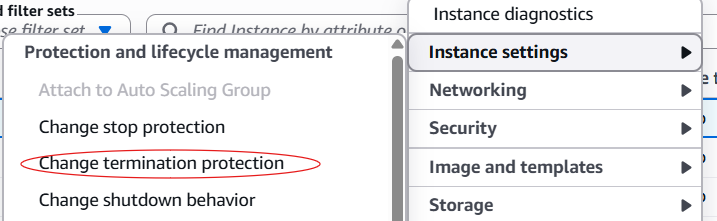 d filter sets
se filter set
Find Instance by attribute o
Protection and lifecycle management
Attach to Auto Scaling Group
Change stop protection
Change termination protection
Change shutdown behavior
Instance diagnostics
Instance settings
Networking
Security
Image and templates
Storage